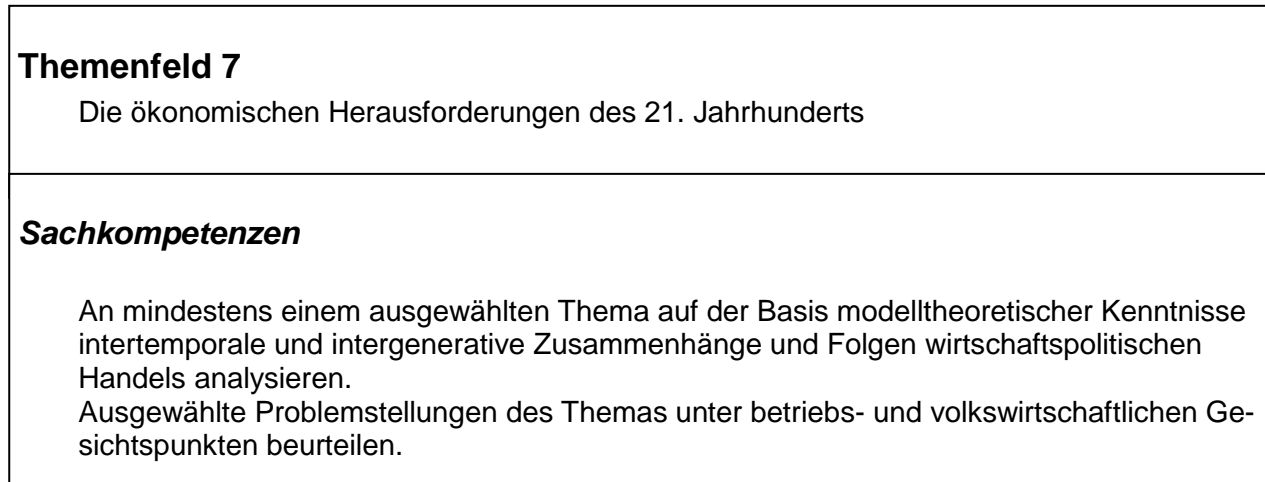 Themenfeld 7
Die ökonomischen Herausforderungen des 21. Jahrhunderts
Sachkompetenzen
An mindestens einem ausgewählten Thema auf der Basis modelltheoretischer Kenntnisse
intertemporale und intergenerative Zusammenhänge und Folgen wirtschaftspolitischen
Handels analysieren.
Ausgewählte Problemstellungen des Themas unter betriebs- und volkswirtschaftlichen Ge-
sichtspunkten beurteilen.